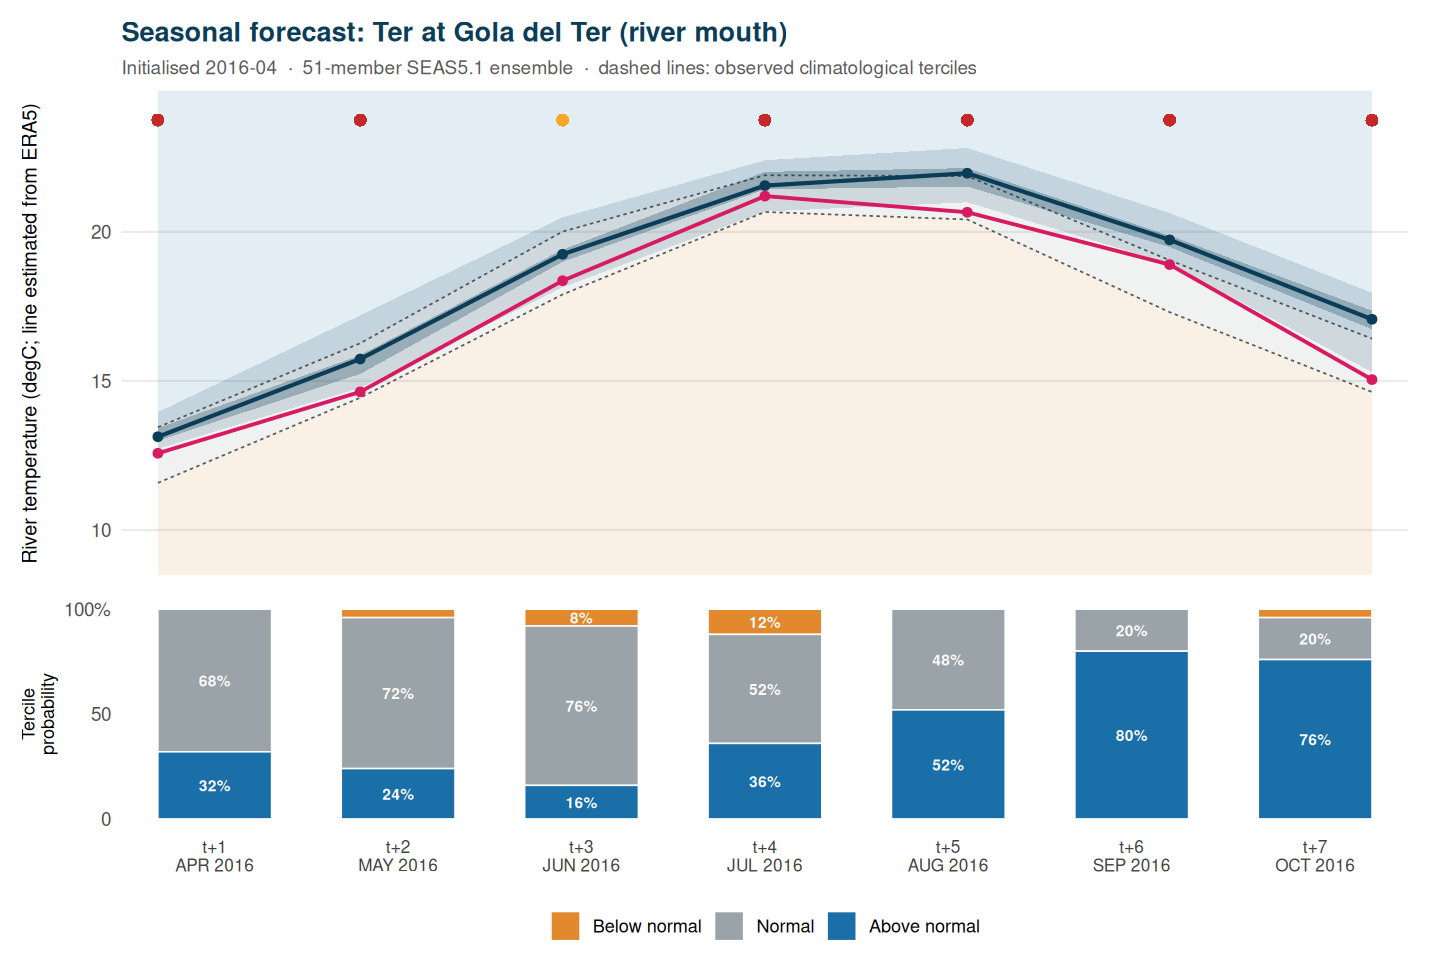 Seasonal forecast: Ter at Gola del Ter (river mouth)
Initialised 2016-04 · 51-member SEAS5.1 ensemble · dashed lines: observed climatological terciles
River temperature (degC; line estimated from ERA5)
20
15
10
Tercile
probability
100%
50
0
68%
32%
72%
24%
8%
76%
16%
12%
52%
36%
48%
52%
20%
80%
20%
76%
t+1
APR 2016
t+2
MAY 2016
t+3
JUN 2016
t+4
JUL 2016
t+5
AUG 2016
t+6
SEP 2016
t+7
OCT 2016
Below normal
Normal
Above normal